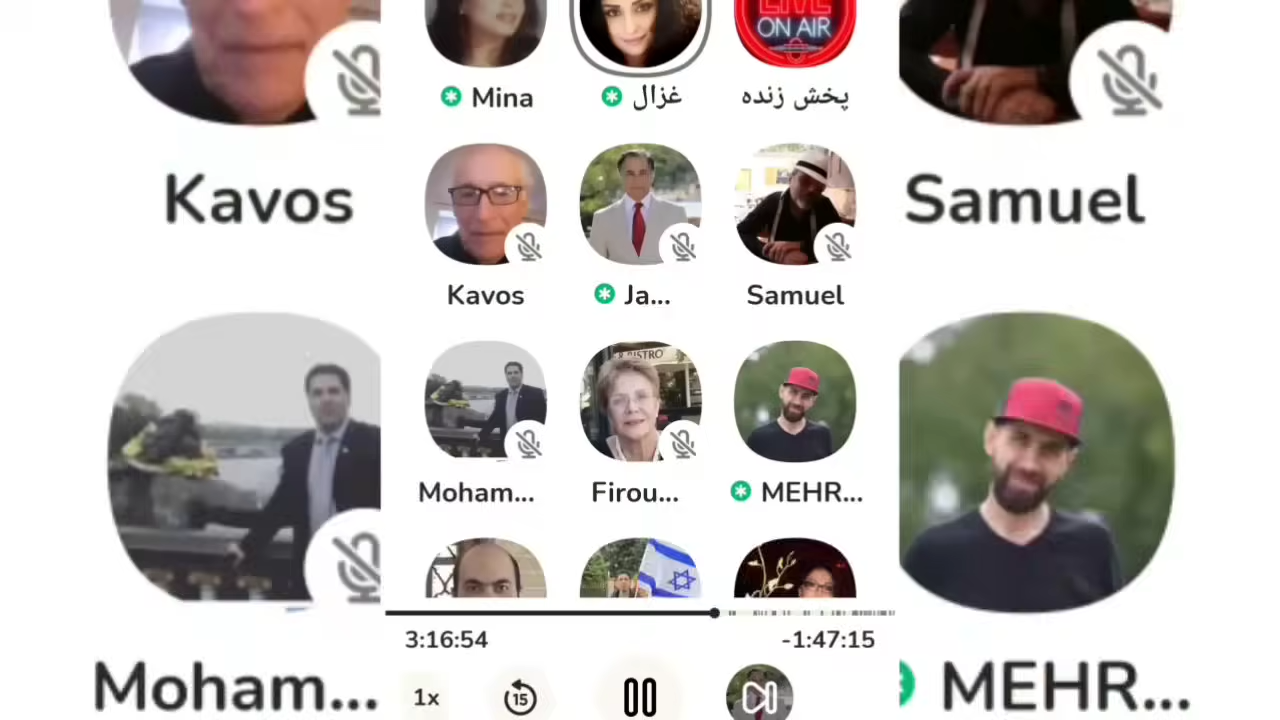 LIVE
ON AIR
Mina
غزال
پخش زنده
Kavos
Samuel
Kavos
Ja...
Samuel
& BISTRO
Moham...
Firou...
MEHR...
3:16:54
-1:47:15
1x
15
Moham...
MEHR...